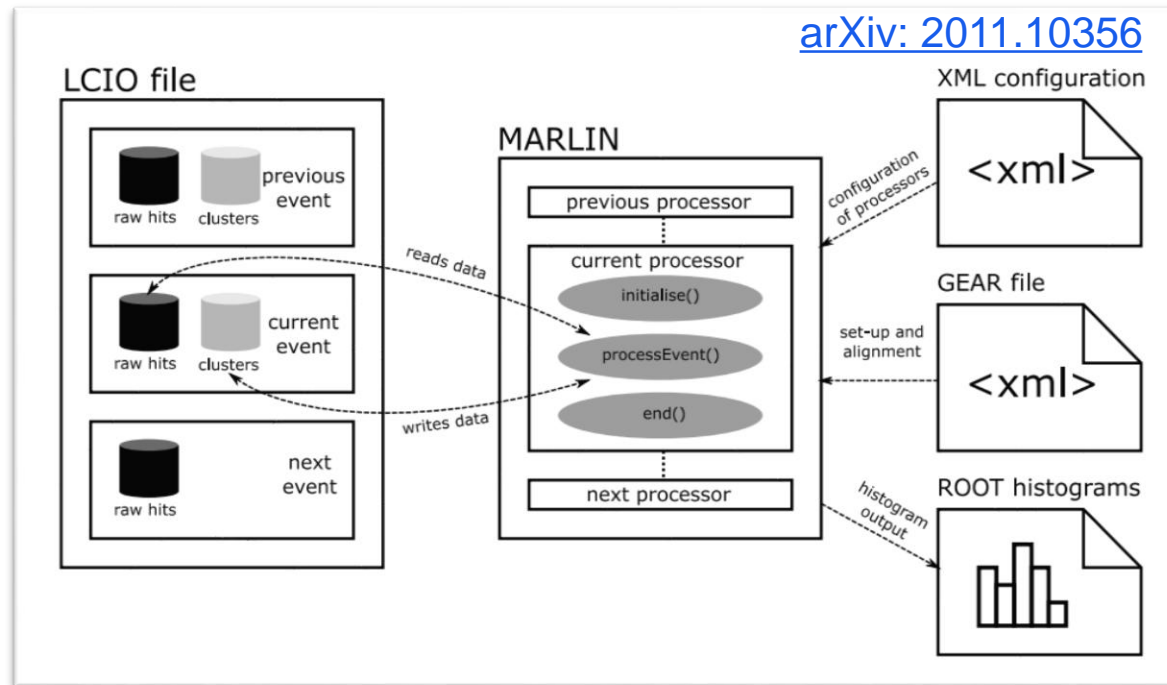 arXiv: 2011.10356
LCIO file
previous
event
raw hits
clusters
current
event
raw hits
clusters
next
event
raw hits
reads data
writes data
MARLIN
previous processor
current processor
initialise()
processEvent()
end()
next processor
configuration
of processors
set-up and
alignment
histogram
output
XML configuration
<xml>
GEAR file
<xml>
ROOT histograms